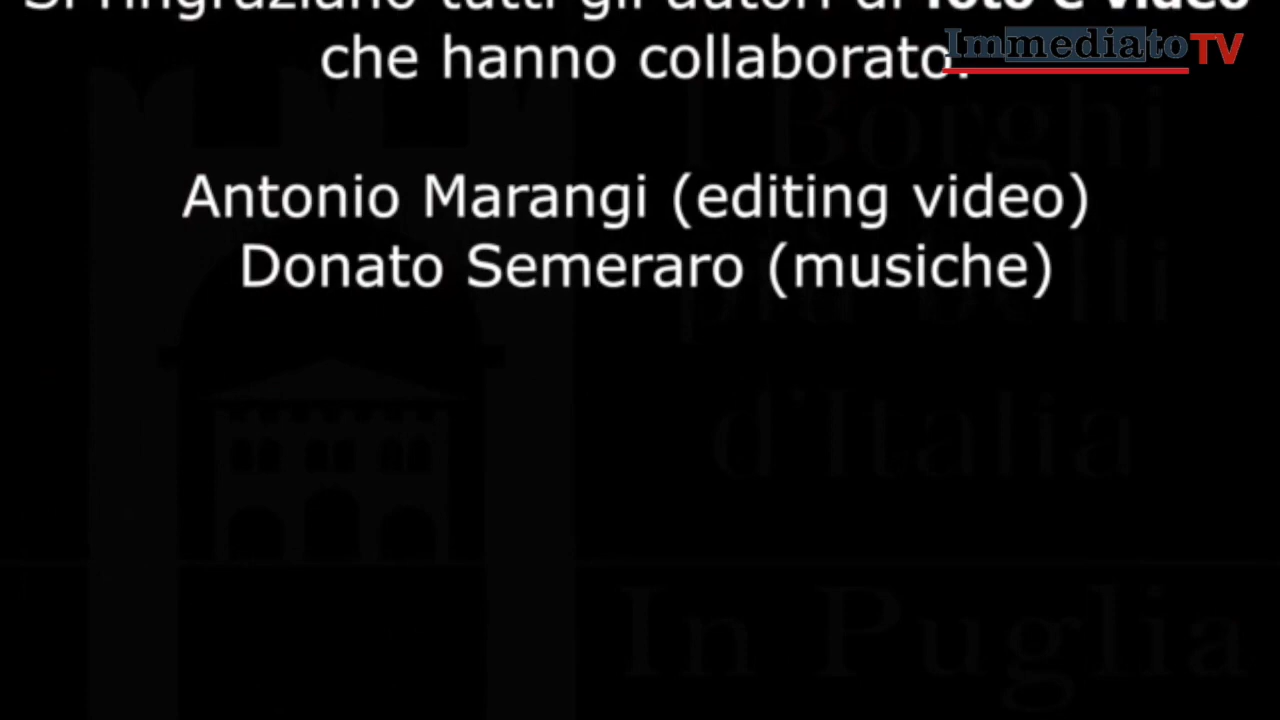 Si ringraziano tutti gli autori di foto e video
che hanno collaborato.
ImmediatoTV
Antonio Marangi (editing video)
Donato Semeraro (musiche)
I Borghi
più belli
d'Italia
In Puglia